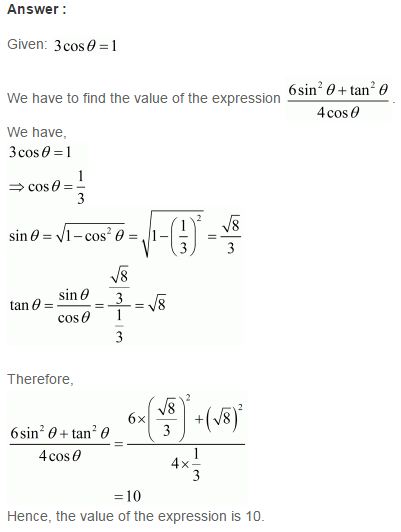 Answer :
Given: 3 cos θ = 1
We have to find the value of the expression (6 sin² θ + tan² θ)/(4 cos θ).
We have,
3 cos θ = 1
⇒ cos θ = 1/3
sin θ = √(1 − cos² θ) = √(1 − (1/3)²) = √8/3
tan θ = sin θ/cos θ = (√8/3)/(1/3) = √8
Therefore,
(6 sin² θ + tan² θ)/(4 cos θ) = (6 × (√8/3)² + (√8)²)/(4 × 1/3)
= 10
Hence, the value of the expression is 10.